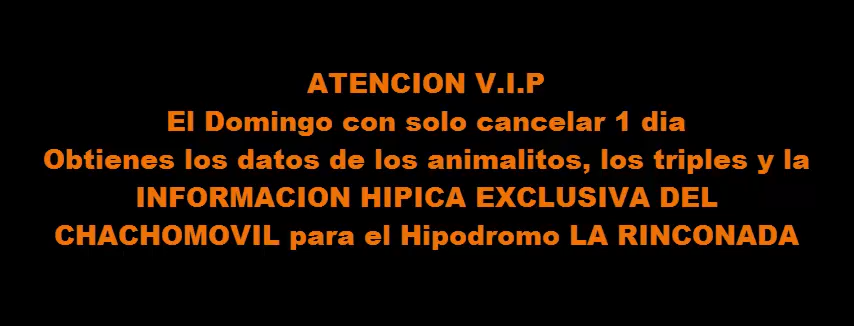 ATENCION V.I.P
El Domingo con solo cancelar 1 dia
Obtienes los datos de los animalitos, los triples y la
INFORMACION HIPICA EXCLUSIVA DEL
CHACHOMOVIL para el Hipodromo LA RINCONADA